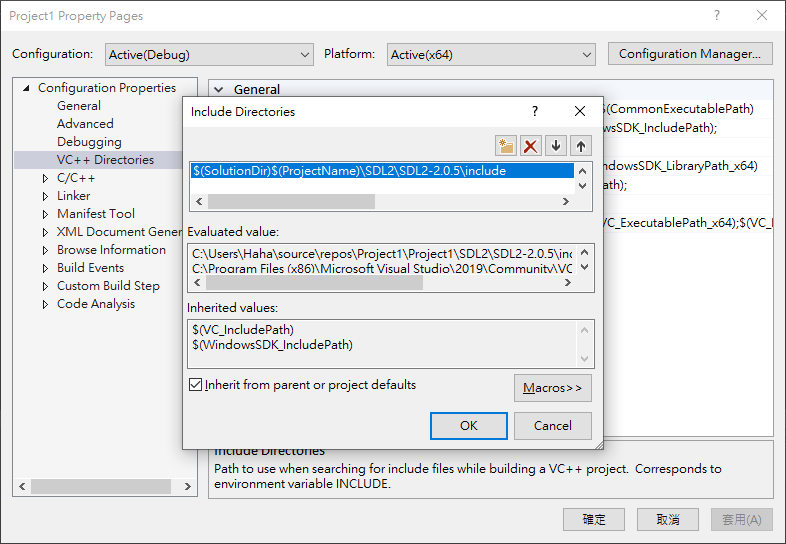 Project1 Property Pages
Configuration: Active(Debug) Platform: Active(x64) Configuration Manager...
Configuration Properties
General
Advanced
Debugging
VC++ Directories
C/C++
Linker
Manifest Tool
XML Document Gener
Browse Information
Build Events
Custom Build Step
Code Analysis
General
$(CommonExecutablePath)
wsSDK_IncludePath);
ndowsSDK_LibraryPath_x64)
th);
/C_ExecutablePath_x64);$(VC_I
Include Directories
$(SolutionDir)$(ProjectName)\SDL2\SDL2-2.0.5\include
Evaluated value:
C:\Users\Haha\source\repos\Project1\Project1\SDL2\SDL2-2.0.5\inc
C:\Program Files (x86)\Microsoft Visual Studio\2019\Community\VC
Inherited values:
$(VC_IncludePath)
$(WindowsSDK_IncludePath)
Inherit from parent or project defaults
Macros>>
OK Cancel
Include Directories
Path to use when searching for include files while building a VC++ project. Corresponds to
environment variable INCLUDE.
確定 取消 套用(A)